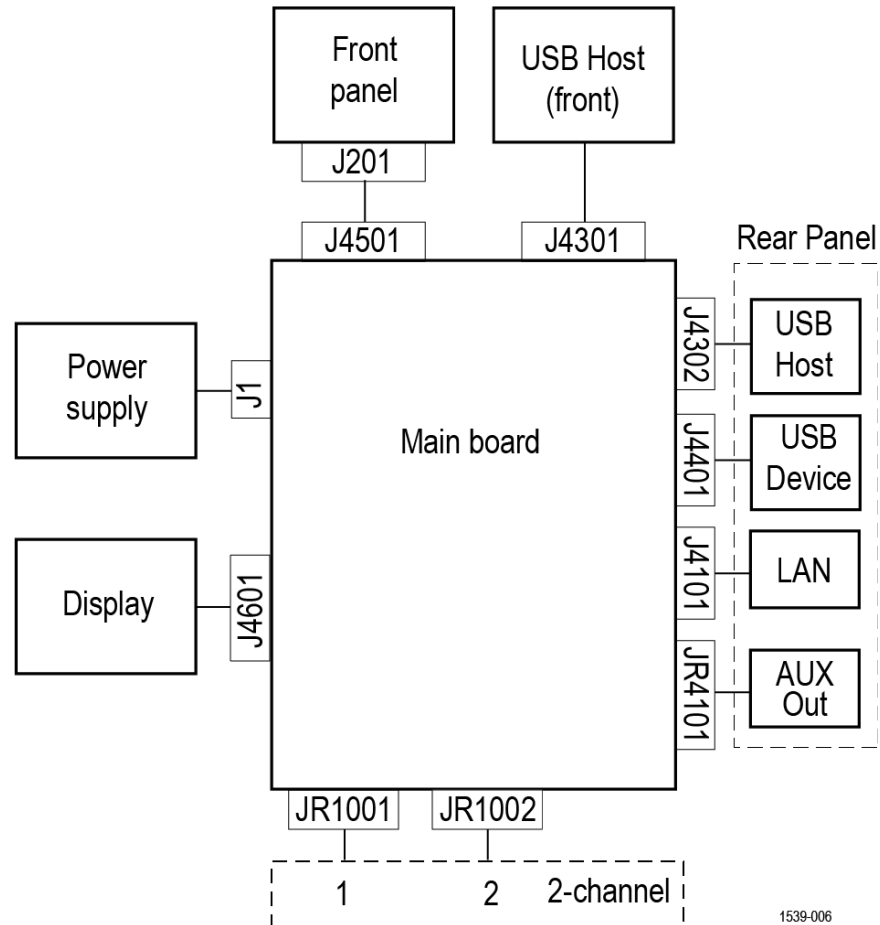 Front
panel
USB Host
(front)
J201
J4501
J4301
Rear Panel
J4302
USB
Host
Power
supply
J1
Main board
J4401
USB
Device
J4101
LAN
Display
J4601
JR4101
AUX
Out
JR1001
JR1002
1
2
2-channel
1539-006